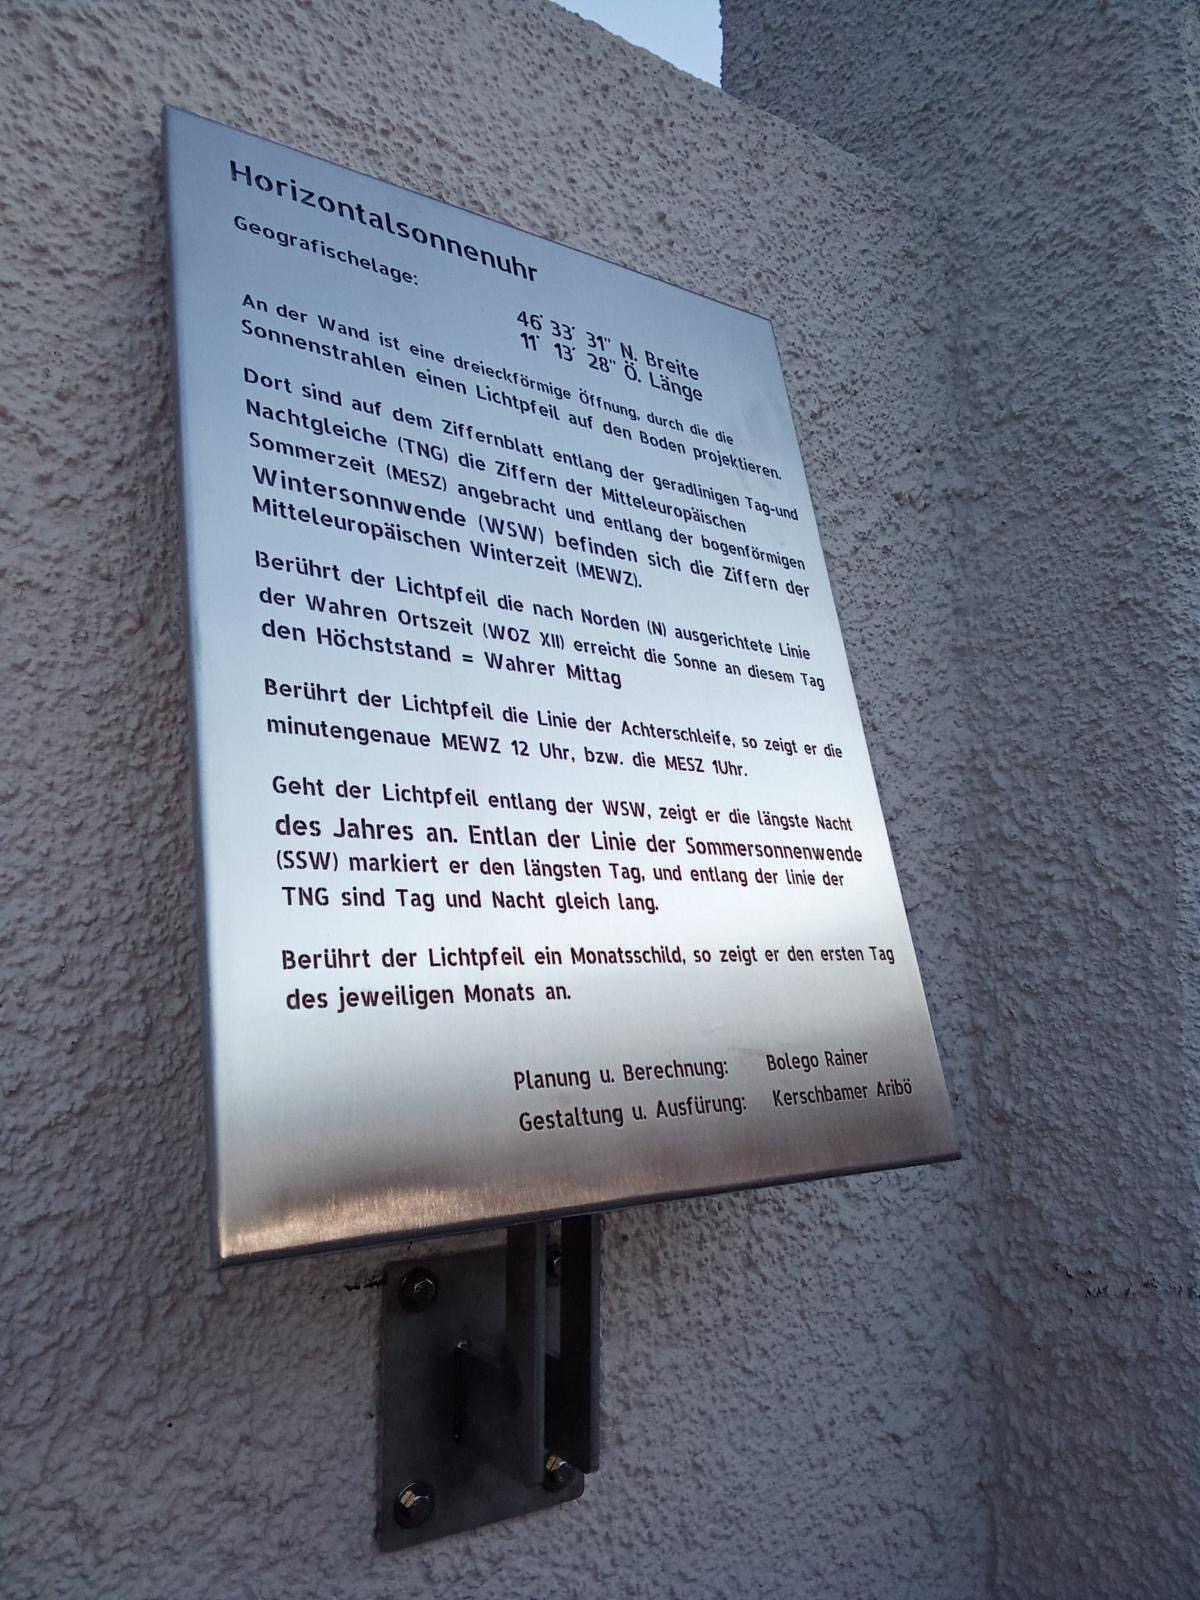 Horizontalsonnenuhr
Geografischelage:
46° 33' 31" N. Breite
11° 13' 28" Ö. Länge
An der Wand ist eine dreieckförmige Öffnung, durch die die
Sonnenstrahlen einen Lichtpfeil auf den Boden projektieren.
Dort sind auf dem Ziffernblatt entlang der geradlinigen Tag-und
Nachtgleiche (TNG) die Ziffern der Mitteleuropäischen
Sommerzeit (MESZ) angebracht und entlang der bogenförmigen
Wintersonnwende (WSW) befinden sich die Ziffern der
Mitteleuropäischen Winterzeit (MEWZ).
Berührt der Lichtpfeil die nach Norden (N) ausgerichtete Linie
der Wahren Ortszeit (WOZ XII) erreicht die Sonne an diesem Tag
den Höchststand = Wahrer Mittag
Berührt der Lichtpfeil die Linie der Achterschleife, so zeigt er die
minutengenaue MEWZ 12 Uhr, bzw. die MESZ 1Uhr.
Geht der Lichtpfeil entlang der WSW, zeigt er die längste Nacht
des Jahres an. Entlan der Linie der Sommersonnenwende
(SSW) markiert er den längsten Tag, und entlang der linie der
TNG sind Tag und Nacht gleich lang.
Berührt der Lichtpfeil ein Monatsschild, so zeigt er den ersten Tag
des jeweiligen Monats an.
Planung u. Berechnung: Bolego Rainer
Gestaltung u. Ausfürung: Kerschbamer Aribö